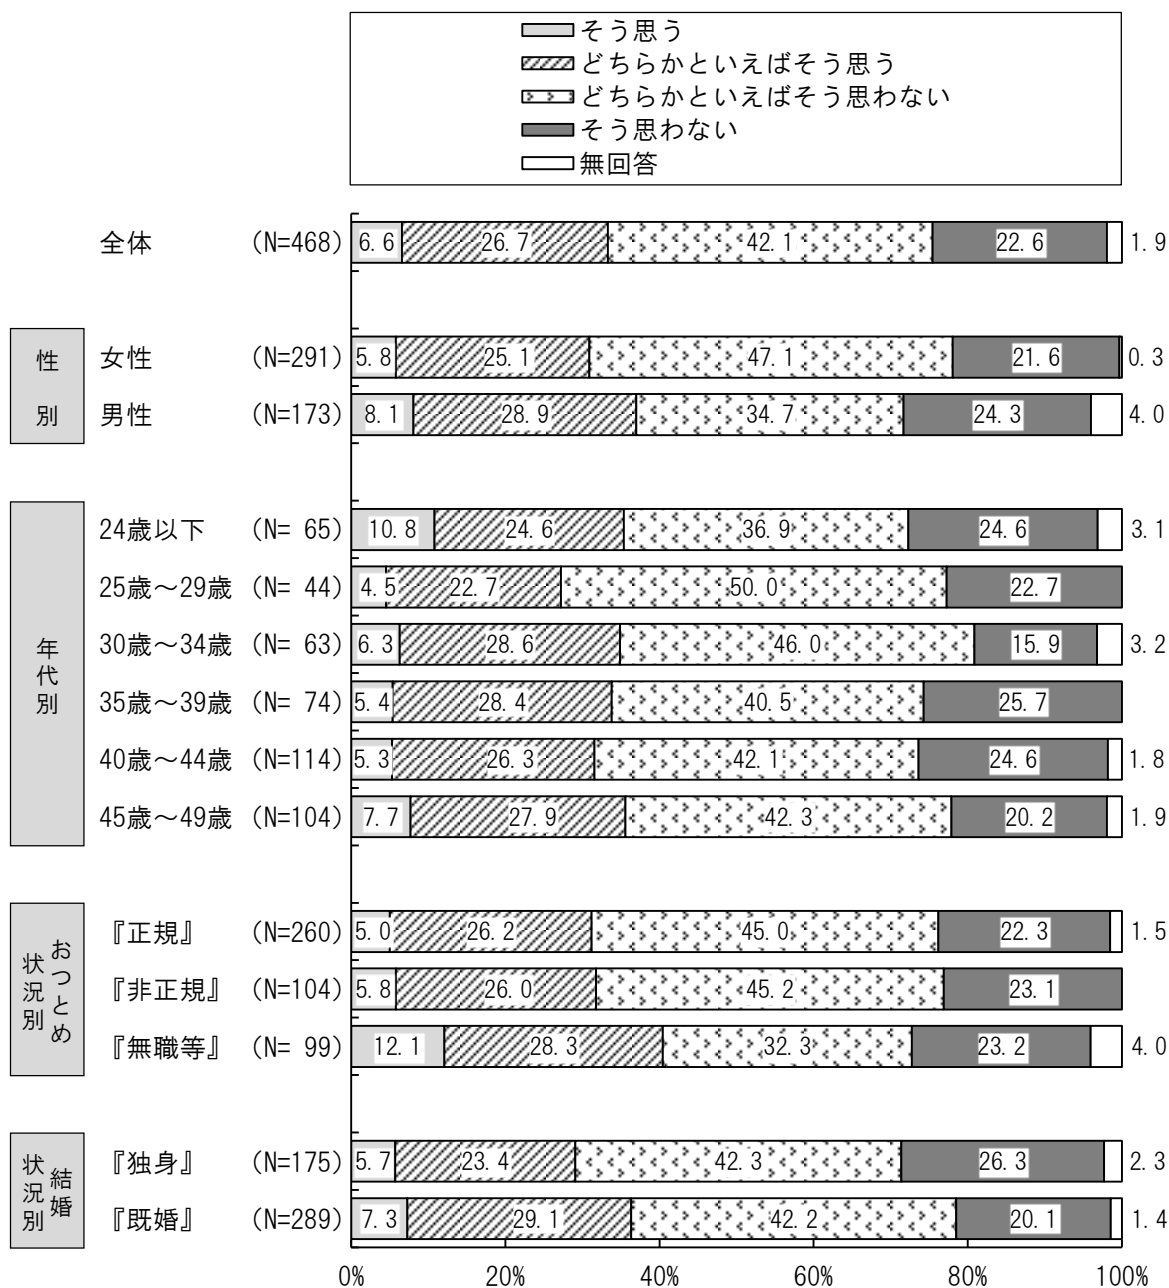 そう思う
どちらかといえばそう思う
どちらかといえばそう思わない
そう思わない
無回答
全体 (N=468) 6.6 26.7 42.1 22.6 1.9
性別
女性 (N=291) 5.8 25.1 47.1 21.6 0.3
男性 (N=173) 8.1 28.9 34.7 24.3 4.0
年代別
24歳以下 (N= 65) 10.8 24.6 36.9 24.6 3.1
25歳～29歳 (N= 44) 4.5 22.7 50.0 22.7
30歳～34歳 (N= 63) 6.3 28.6 46.0 15.9 3.2
35歳～39歳 (N= 74) 5.4 28.4 40.5 25.7
40歳～44歳 (N=114) 5.3 26.3 42.1 24.6 1.8
45歳～49歳 (N=104) 7.7 27.9 42.3 20.2 1.9
おつとめ
状況別
『正規』 (N=260) 5.0 26.2 45.0 22.3 1.5
『非正規』 (N=104) 5.8 26.0 45.2 23.1
『無職等』 (N= 99) 12.1 28.3 32.3 23.2 4.0
結婚
状況別
『独身』 (N=175) 5.7 23.4 42.3 26.3 2.3
『既婚』 (N=289) 7.3 29.1 42.2 20.1 1.4
0% 20% 40% 60% 80% 100%